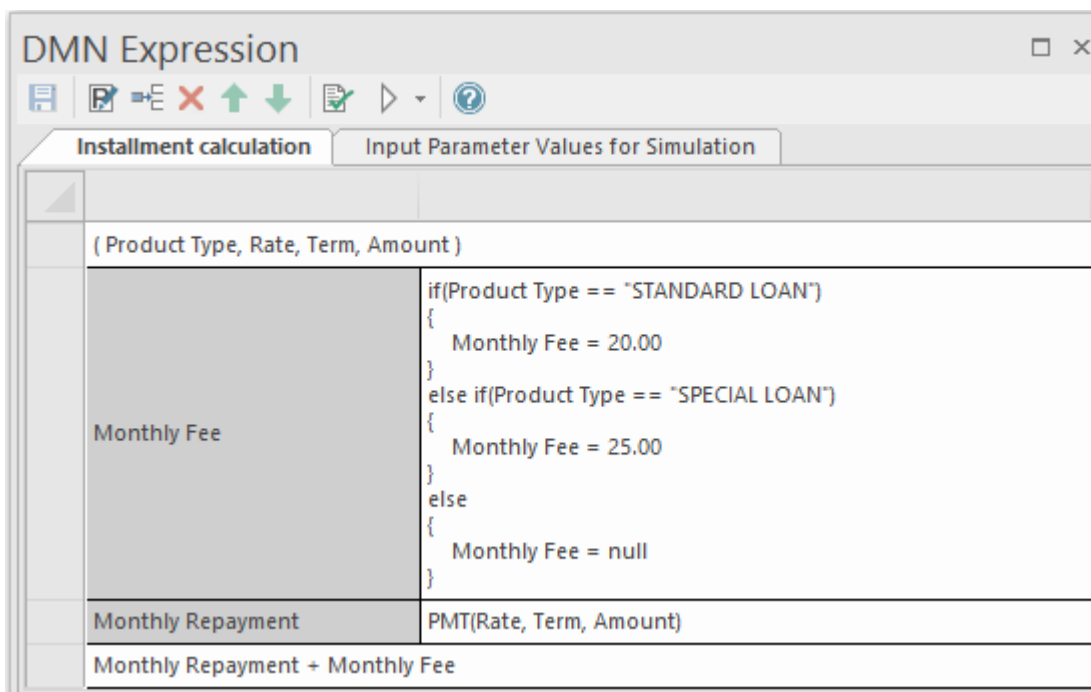 DMN Expression
Installment calculation
Input Parameter Values for Simulation
( Product Type, Rate, Term, Amount )
Monthly Fee
if(Product Type == "STANDARD LOAN")
{
Monthly Fee = 20.00
}
else if(Product Type == "SPECIAL LOAN")
{
Monthly Fee = 25.00
}
else
{
Monthly Fee = null
}
Monthly Repayment
PMT(Rate, Term, Amount)
Monthly Repayment + Monthly Fee